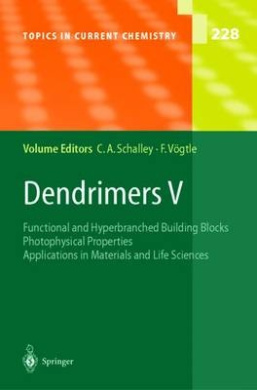 TOPICS IN CURRENT CHEMISTRY
228
Volume Editors C. A. Schalley · F. Vögtle
Dendrimers V
Functional and Hyperbranched Building Blocks
Photophysical Properties
Applications in Materials and Life Sciences
Springer